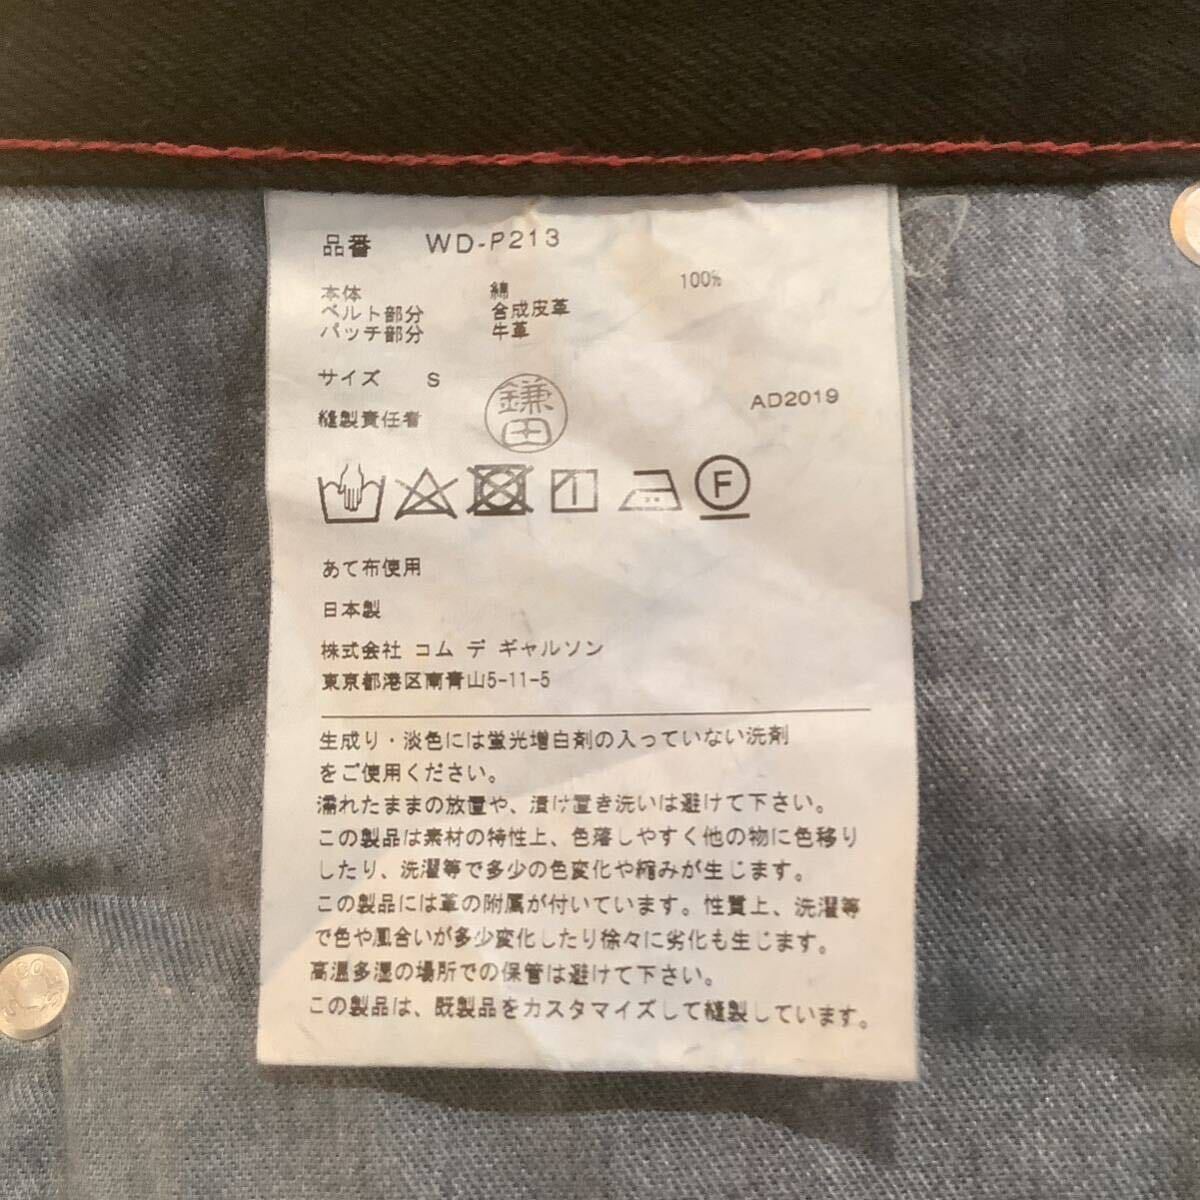 品番 WD-P213
本体 綿 100%
ベルト部分 合成皮革
パッチ部分 牛革
サイズ S
縫製責任者 鎌田 AD2019
F
あて布使用
日本製
株式会社 コム デ ギャルソン
東京都港区南青山5-11-5
生成り・淡色には蛍光増白剤の入っていない洗剤
をご使用ください。
濡れたままの放置や、漬け置き洗いは避けて下さい。
この製品は素材の特性上、色落しやすく他の物に色移り
したり、洗濯等で多少の色変化や縮みが生じます。
この製品には革の附属が付いています。性質上、洗濯等
で色や風合いが多少変化したり徐々に劣化も生じます。
高温多湿の場所での保管は避けて下さい。
この製品は、既製品をカスタマイズして縫製しています。